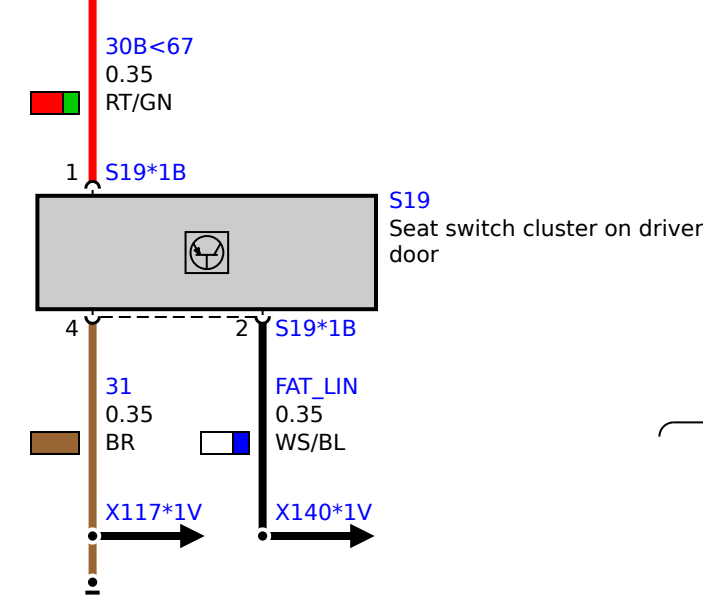 30B<67
0.35
RT/GN
1 S19*1B
S19
Seat switch cluster on driver
door
4
2 S19*1B
31
0.35
BR
FAT_LIN
0.35
WS/BL
X117*1V
X140*1V